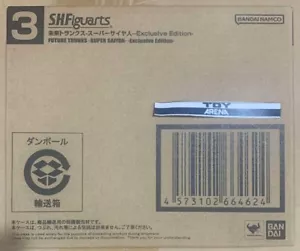 3
S.H.Figuarts
未来トランクス-スーパーサイヤ人-Exclusive Edition-
FUTURE TRUNKS -SUPER SAIYAN- -Exclusive Edition-
BANDAI NAMCO
TOY
ARENA
ダンボール
輸送箱
4 573102 664624
BAN
DAI